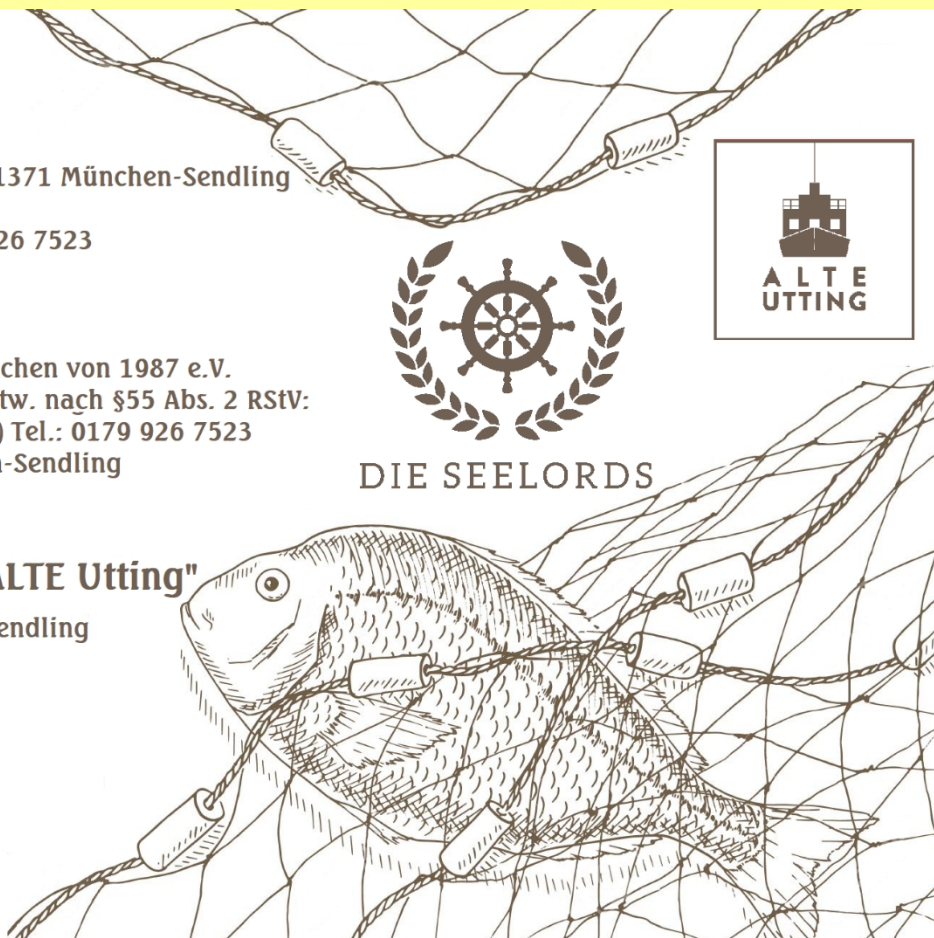 1371 München-Sendling
26 7523
ALTE
UTTING
chen von 1987 e.V.
tw. nach §55 Abs. 2 RStV:
) Tel.: 0179 926 7523
-Sendling
DIE SEELORDS
ALTE Utting"
endling